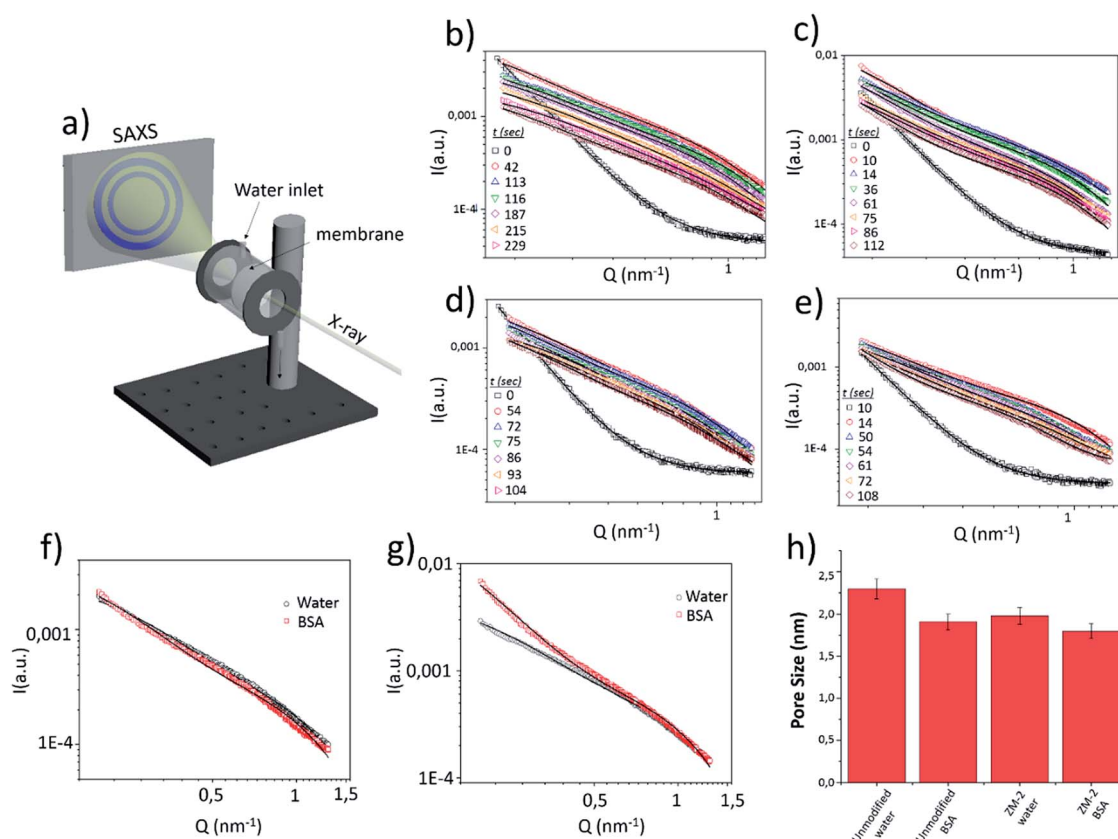 a)
SAXS
Water inlet
membrane
X-ray
b)
I(a.u.)
0,001
1E-4
t (sec)
0
42
113
116
187
215
229
1
Q (nm-1)
c)
I(a.u.)
0,01
0,001
1E-4
t (sec)
0
10
14
36
61
75
86
112
1
Q (nm-1)
d)
I(a.u.)
0,001
1E-4
t (sec)
0
54
72
75
86
93
104
1
Q (nm-1)
e)
I(a.u.)
0,001
1E-4
t (sec)
10
14
50
54
61
72
108
1
Q (nm-1)
f)
I(a.u.)
0,001
1E-4
Water
BSA
0,5 1 1,5
Q (nm-1)
g)
I(a.u.)
0,01
0,001
1E-4
Water
BSA
0,5 1 1,5
Q (nm-1)
h)
Pore Size (nm)
2,5
2,0
1,5
1,0
0,5
0,0
Unmodified
water
Unmodified
BSA
ZM-2
water
ZM-2
BSA